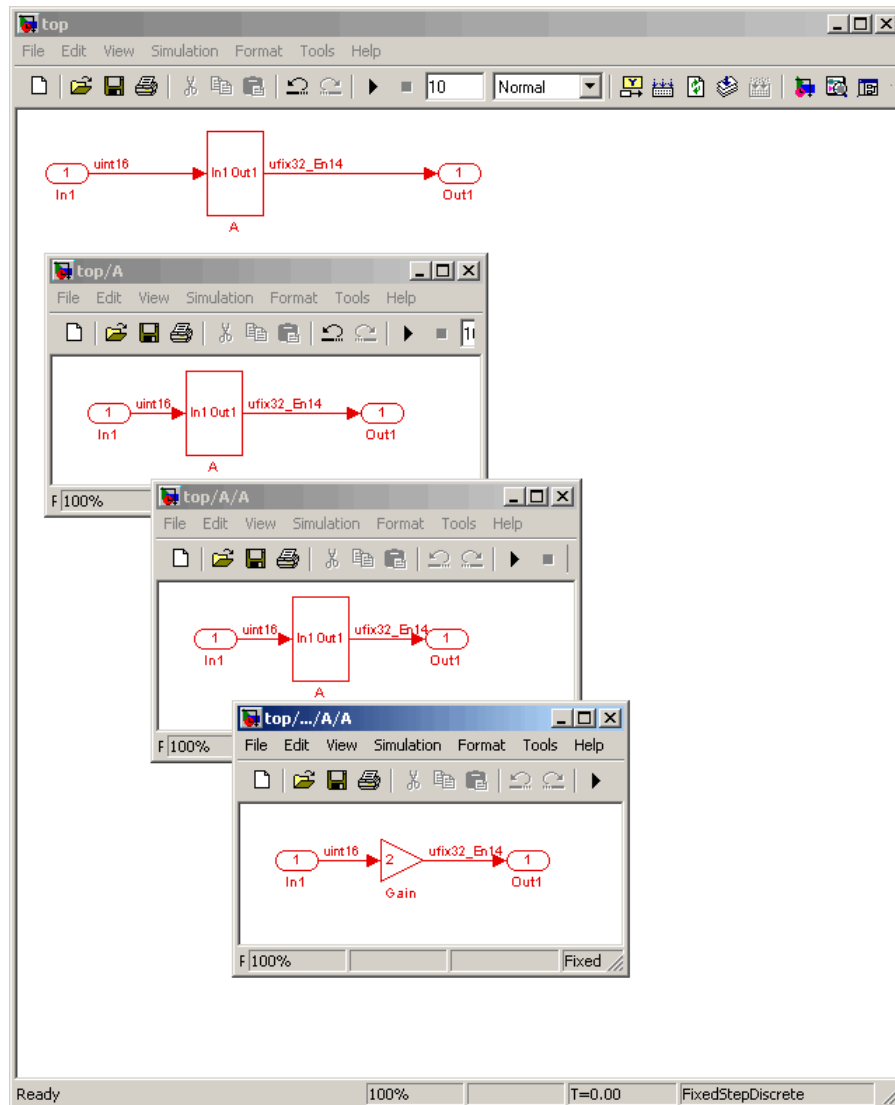 top
File Edit View Simulation Format Tools Help
10 Normal
uint16 ufix32_En14
1 In1 Out1 1
In1 Out1
A
top/A
File Edit View Simulation Format Tools Help
uint16 ufix32_En14
1 In1 Out1 1
In1 Out1
A
100%
top/A/A
File Edit View Simulation Format Tools Help
uint16 ufix32_En14
1 In1 Out1 1
In1 Out1
A
100%
top/.../A/A
File Edit View Simulation Format Tools Help
uint16 ufix32_En14
1 2 1
In1 Out1
Gain
F 100% Fixed
Ready 100% T=0.00 FixedStepDiscrete